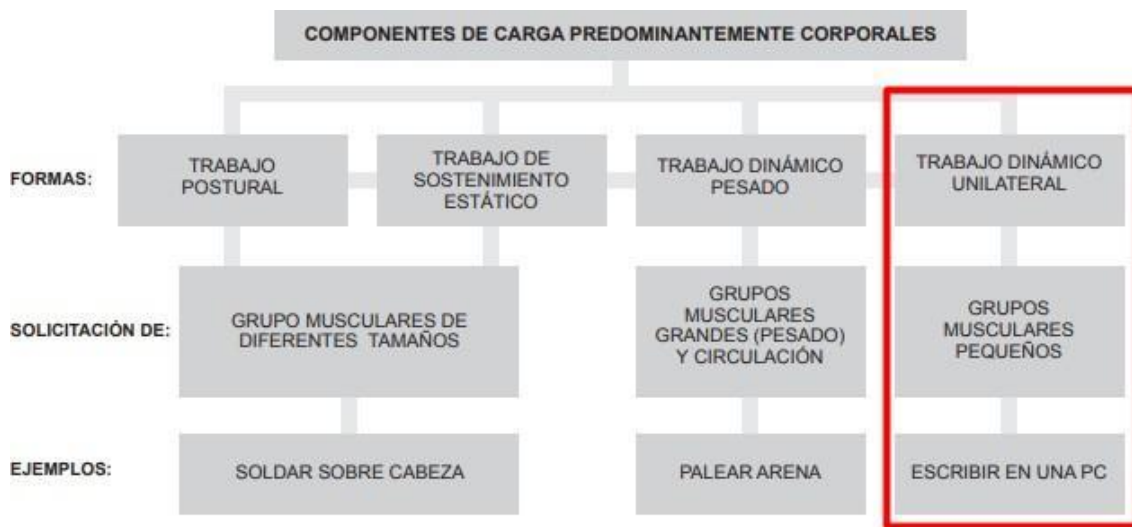 COMPONENTES DE CARGA PREDOMINANTEMENTE CORPORALES
FORMAS:
TRABAJO
POSTURAL
TRABAJO DE
SOSTENIMIENTO
ESTÁTICO
TRABAJO DINÁMICO
PESADO
TRABAJO DINÁMICO
UNILATERAL
SOLICITACIÓN DE:
GRUPO MUSCULARES DE
DIFERENTES TAMAÑOS
GRUPOS
MUSCULARES
GRANDES (PESADO)
Y CIRCULACIÓN
GRUPOS
MUSCULARES
PEQUEÑOS
EJEMPLOS:
SOLDAR SOBRE CABEZA
PALEAR ARENA
ESCRIBIR EN UNA PC